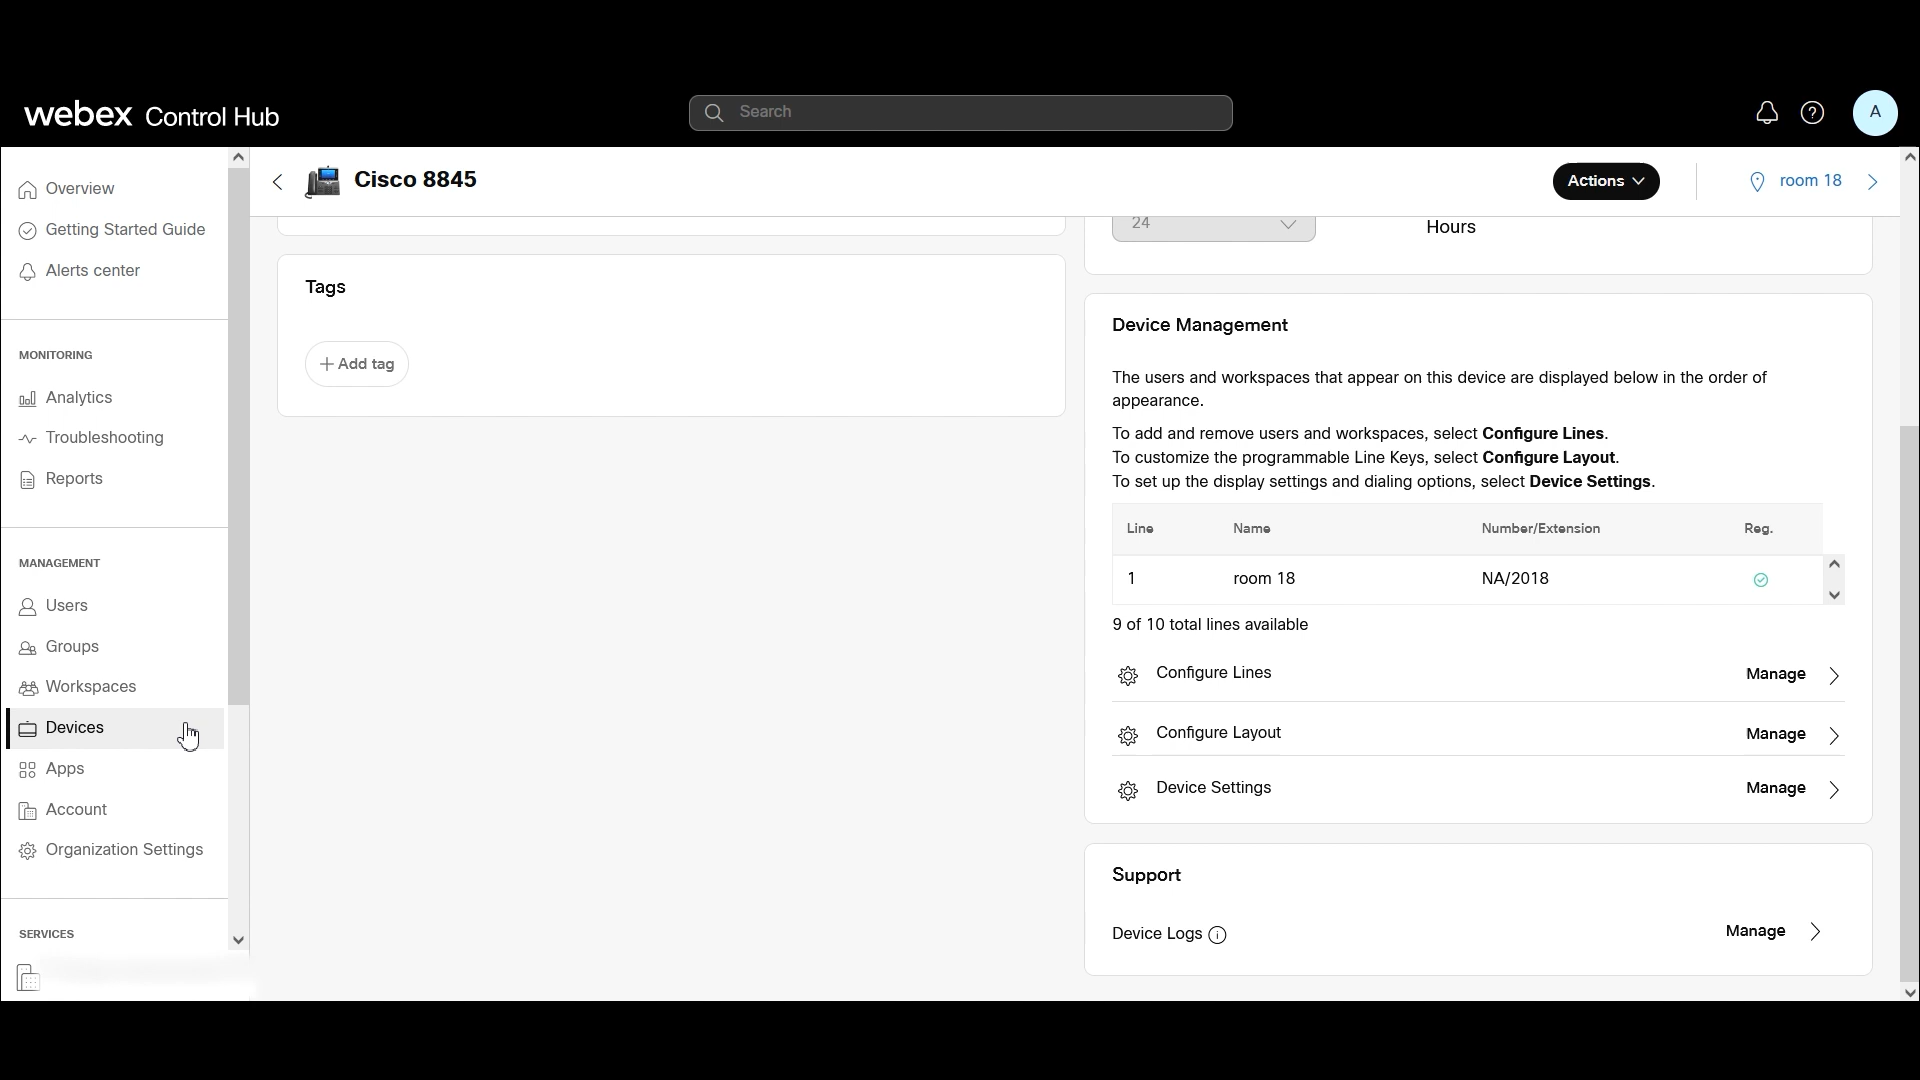 webex Control Hub
Search
A
Overview
Getting Started Guide
Alerts center
MONITORING
Analytics
Troubleshooting
Reports
MANAGEMENT
Users
Groups
Workspaces
Devices
Apps
Account
Organization Settings
SERVICES
Cisco 8845
Actions
room 18
Tags
Add tag
24
Hours
Device Management
The users and workspaces that appear on this device are displayed below in the order of
appearance.
To add and remove users and workspaces, select Configure Lines.
To customize the programmable Line Keys, select Configure Layout.
To set up the display settings and dialing options, select Device Settings.
Line Name Number/Extension Reg.
1 room 18 NA/2018
9 of 10 total lines available
Configure Lines Manage
Configure Layout Manage
Device Settings Manage
Support
Device Logs Manage